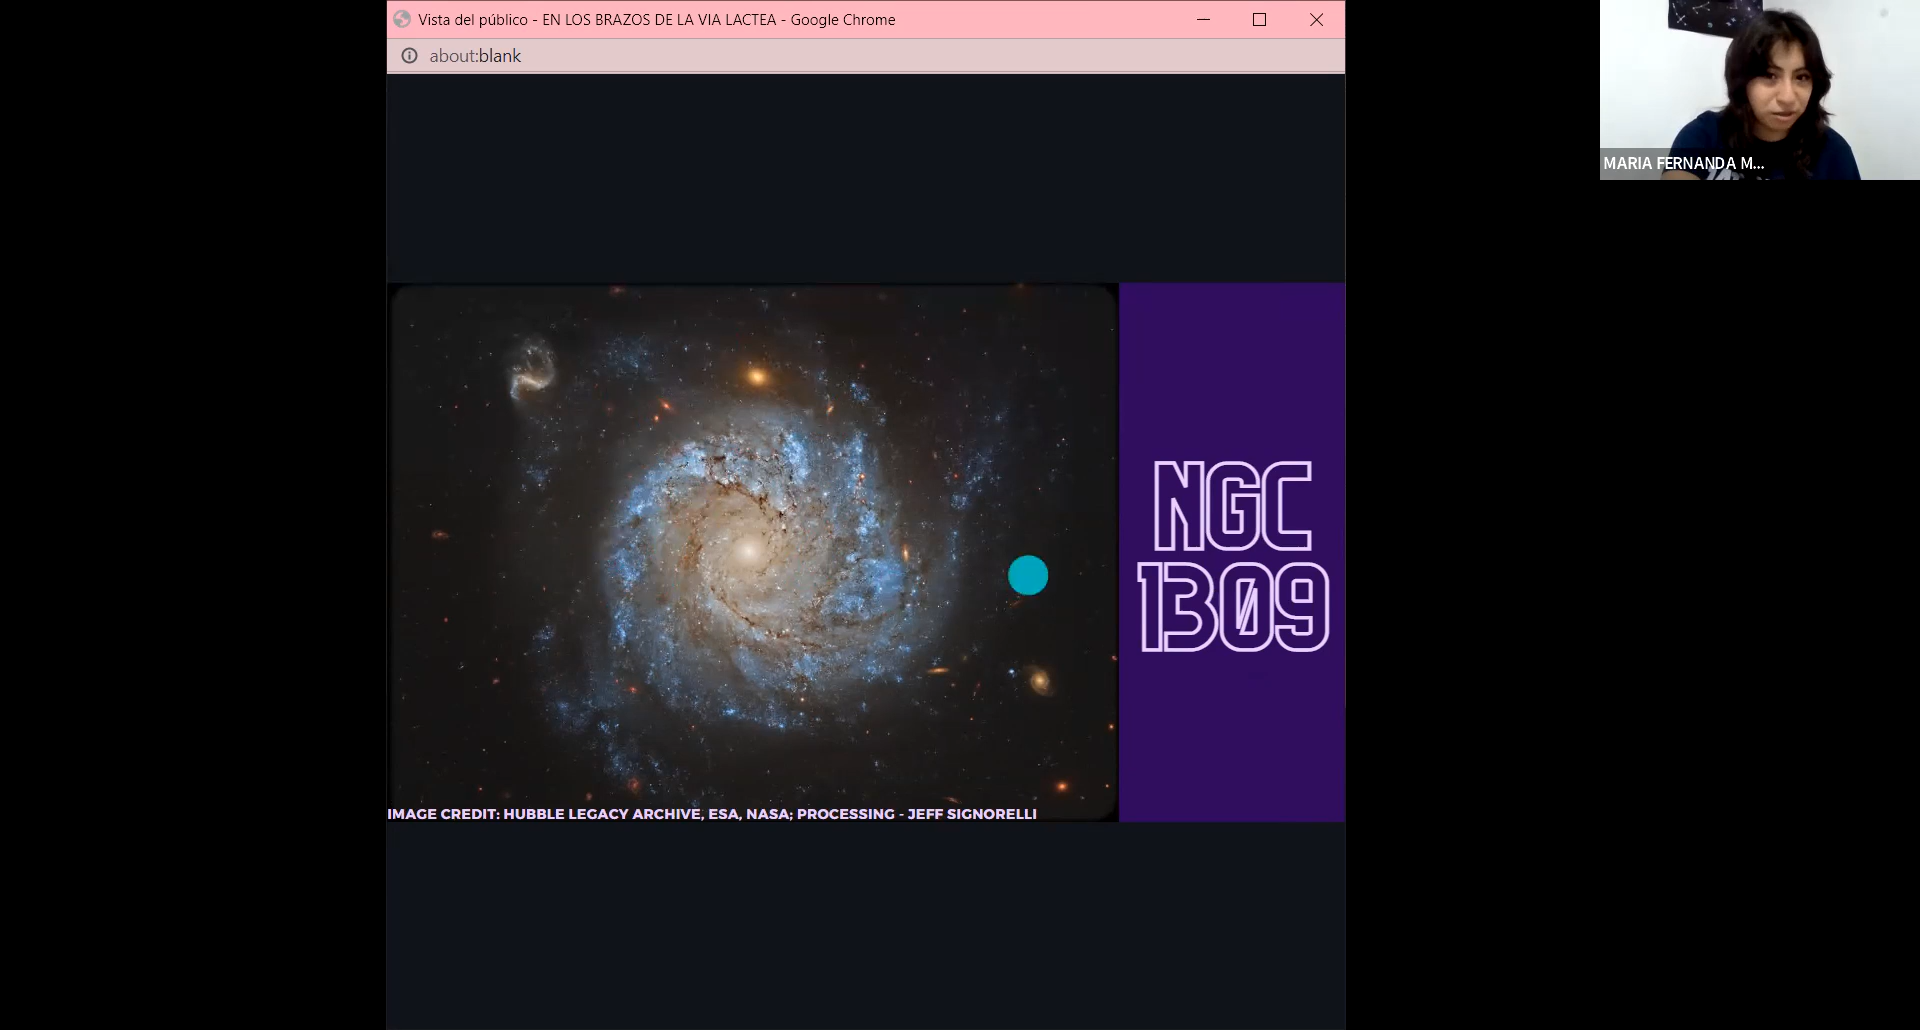 Vista del público - EN LOS BRAZOS DE LA VIA LACTEA - Google Chrome
about:blank
MARIA FERNANDA M...
NGC
1309
IMAGE CREDIT: HUBBLE LEGACY ARCHIVE, ESA, NASA; PROCESSING - JEFF SIGNORELLI